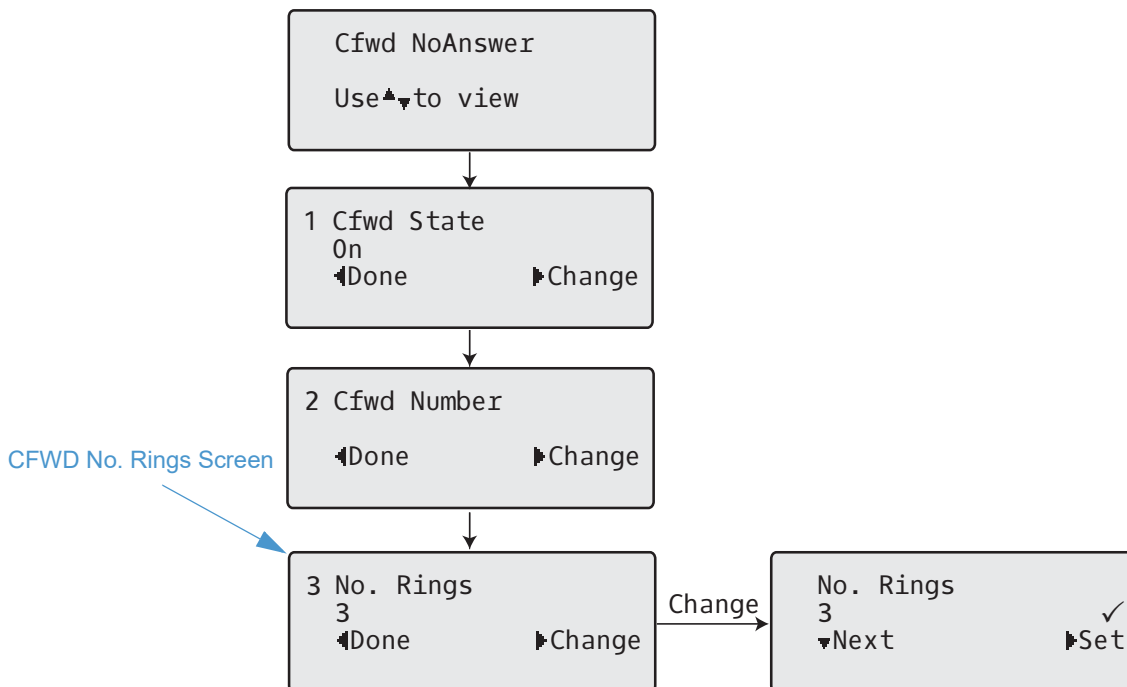 Cfwd NoAnswer
Use▲▼to view
1 Cfwd State
On
◀Done ▶Change
2 Cfwd Number
◀Done ▶Change
CFWD No. Rings Screen
3 No. Rings
3
◀Done ▶Change
Change
No. Rings
3 ✓
▼Next ▶Set